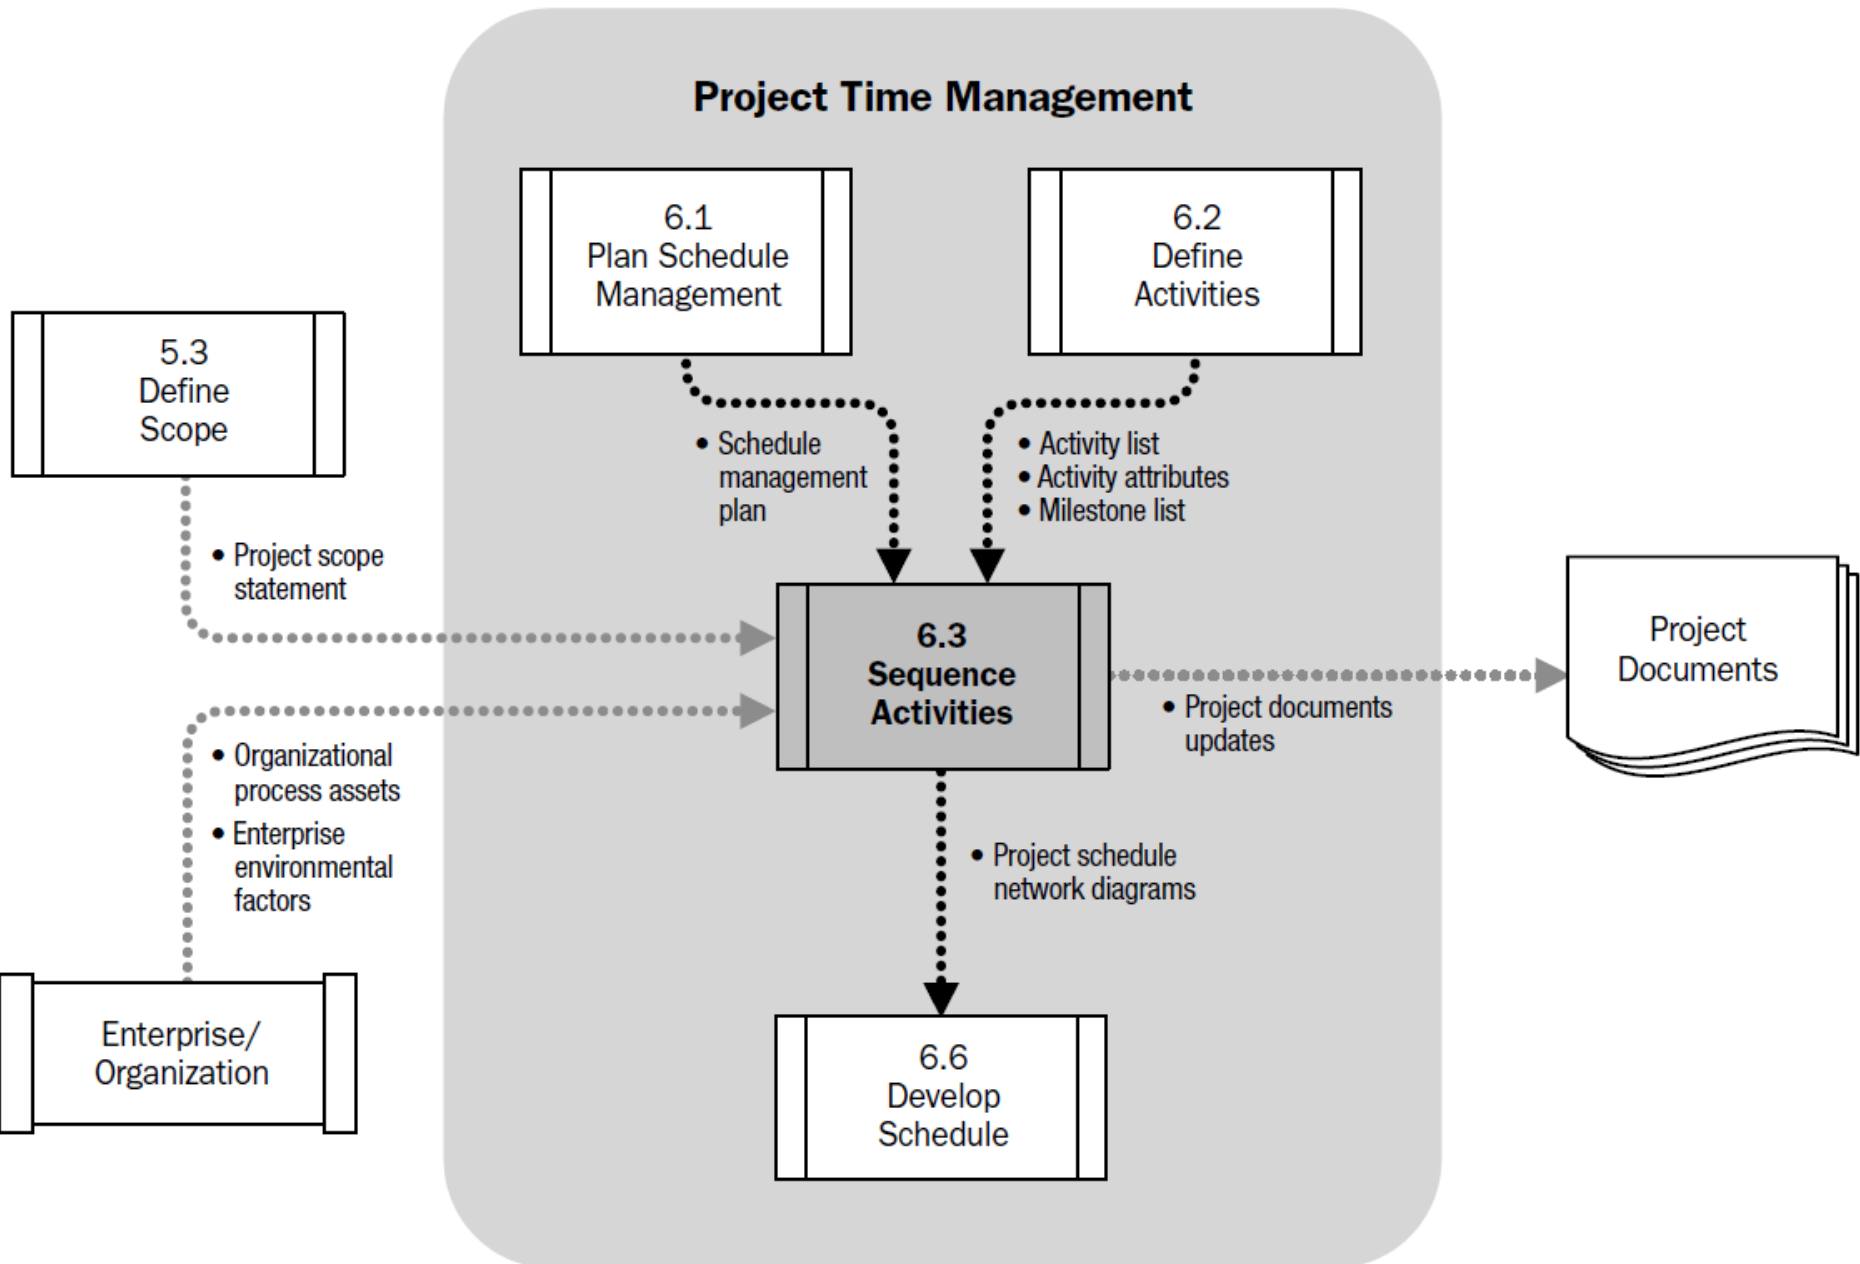 Project Time Management
6.1
Plan Schedule
Management
6.2
Define
Activities
5.3
Define
Scope
• Schedule
management
plan
• Activity list
• Activity attributes
• Milestone list
• Project scope
statement
6.3
Sequence
Activities
Project
Documents
• Project documents
updates
• Organizational
process assets
• Enterprise
environmental
factors
• Project schedule
network diagrams
Enterprise/
Organization
6.6
Develop
Schedule